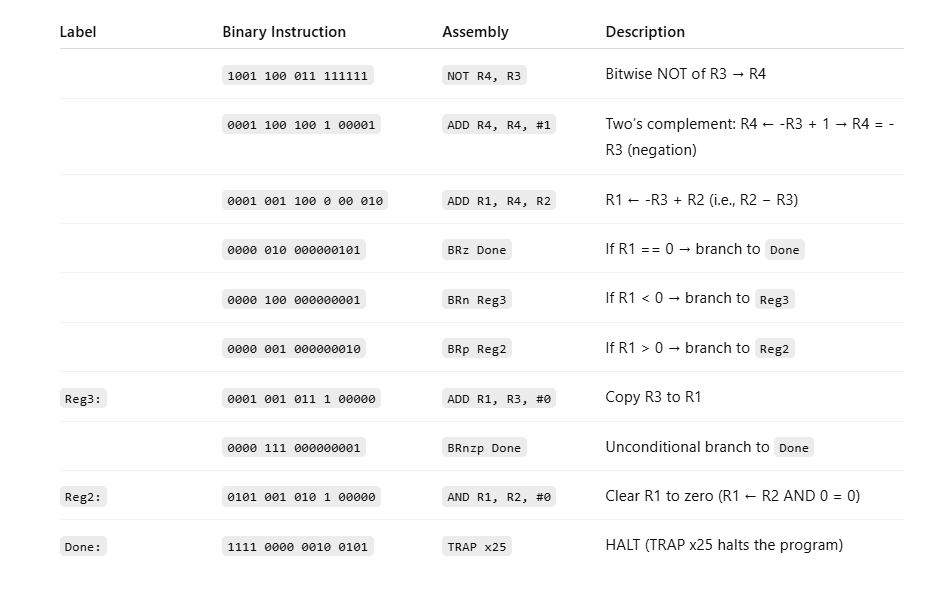 Label Binary Instruction Assembly Description
1001 100 011 111111 NOT R4, R3 Bitwise NOT of R3 → R4
0001 100 100 1 00001 ADD R4, R4, #1 Two's complement: R4 ← -R3 + 1 → R4 = -
R3 (negation)
0001 001 100 0 00 010 ADD R1, R4, R2 R1 ← -R3 + R2 (i.e., R2 − R3)
0000 010 000000101 BRz Done If R1 == 0 → branch to Done
0000 100 000000001 BRn Reg3 If R1 < 0 → branch to Reg3
0000 001 000000010 BRp Reg2 If R1 > 0 → branch to Reg2
Reg3: 0001 001 011 1 00000 ADD R1, R3, #0 Copy R3 to R1
0000 111 000000001 BRnzp Done Unconditional branch to Done
Reg2: 0101 001 010 1 00000 AND R1, R2, #0 Clear R1 to zero (R1 ← R2 AND 0 = 0)
Done: 1111 0000 0010 0101 TRAP x25 HALT (TRAP x25 halts the program)